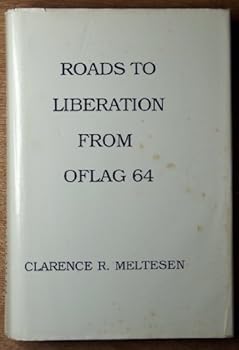 ROADS TO
LIBERATION
FROM
OFLAG 64
CLARENCE R. MELTESEN